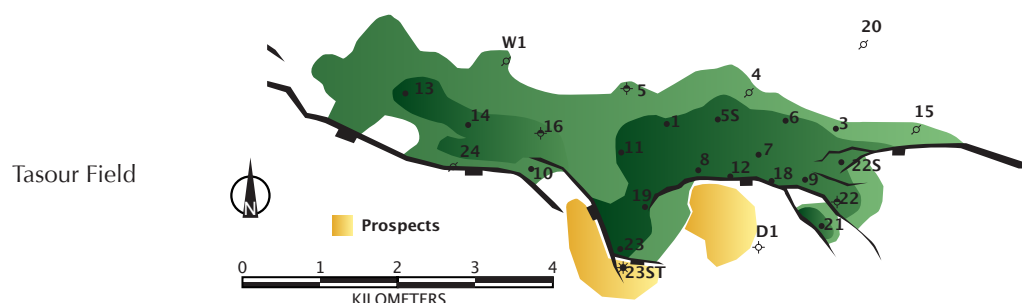 20
W1
4
5
13
15
14
16
1
5S
6
3
Tasour Field
24
10
11
8
12
7
18
9
22S
19
22
N
Prospects
21
D1
23
23ST
0 1 2 3 4
KILOMETERS